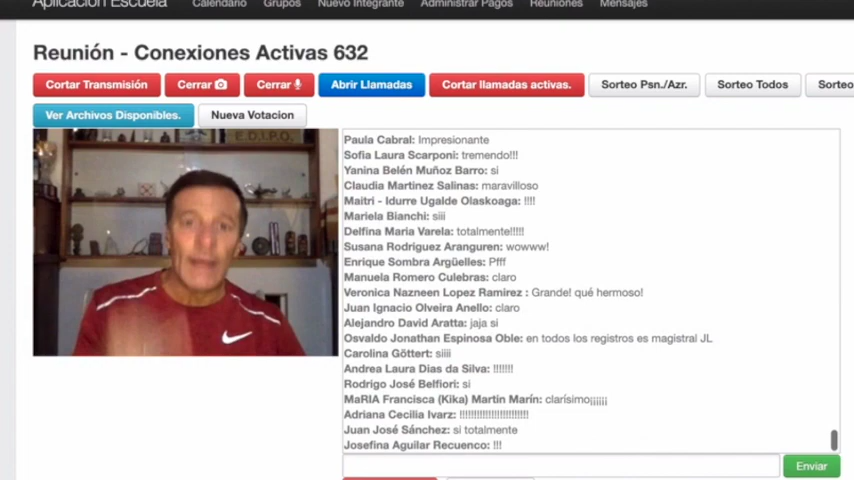 Aplicación Escuela Calendario Grupos Nuevo Integrante Administrar Pagos Reuniones Mensajes
Reunión - Conexiones Activas 632
Cortar Transmisión Cerrar Cerrar Abrir Llamadas Cortar llamadas activas. Sorteo Psn./Azr. Sorteo Todos Sorteo
Ver Archivos Disponibles. Nueva Votacion
E.D.I.P.O.
Paula Cabral: Impresionante
Sofia Laura Scarponi: tremendo!!!
Yanina Belén Muñoz Barro: si
Claudia Martinez Salinas: maravilloso
Maitri - Idurre Ugalde Olaskoaga: !!!!
Mariela Bianchi: siii
Delfina Maria Varela: totalmente!!!!!
Susana Rodriguez Aranguren: wowww!
Enrique Sombra Argüelles: Pfff
Manuela Romero Culebras: claro
Veronica Nazneen Lopez Ramirez : Grande! qué hermoso!
Juan Ignacio Olveira Anello: claro
Alejandro David Aratta: jaja si
Osvaldo Jonathan Espinosa Oble: en todos los registros es magistral JL
Carolina Göttert: siiii
Andrea Laura Dias da Silva: !!!!!!!
Rodrigo José Belfiori: si
MaRIA Francisca (Kika) Martin Marín: clarísimo¡¡¡¡¡¡
Adriana Cecilia Ivarz: !!!!!!!!!!!!!!!!!!!!!!!!
Juan José Sánchez: si totalmente
Josefina Aguilar Recuenco: !!!
Enviar